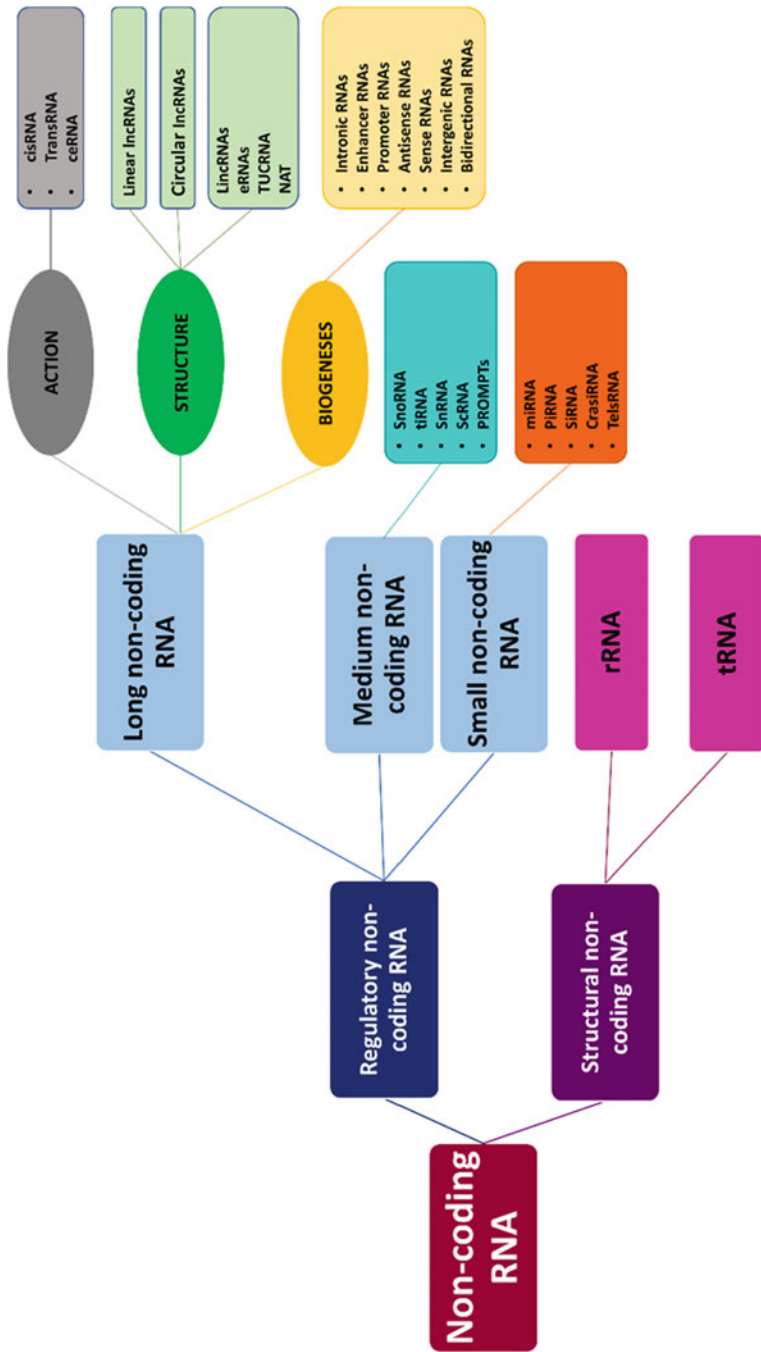 Non-coding
RNA
Regulatory non-
coding RNA
Structural non-
coding RNA
Long non-coding
RNA
Medium non-
coding RNA
Small non-coding
RNA
rRNA
tRNA
ACTION
STRUCTURE
BIOGENESES
• cisRNA
• TransRNA
• ceRNA
Linear lncRNAs
Circular lncRNAs
LincRNAs
eRNAs
TUCRNA
NAT
• Intronic RNAs
• Enhancer RNAs
• Promoter RNAs
• Antisense RNAs
• Sense RNAs
• Intergenic RNAs
• Bidirectional RNAs
• SnoRNA
• tiRNA
• SnRNA
• ScRNA
• PROMPTs
• miRNA
• PiRNA
• SiRNA
• CrasiRNA
• TelsRNA